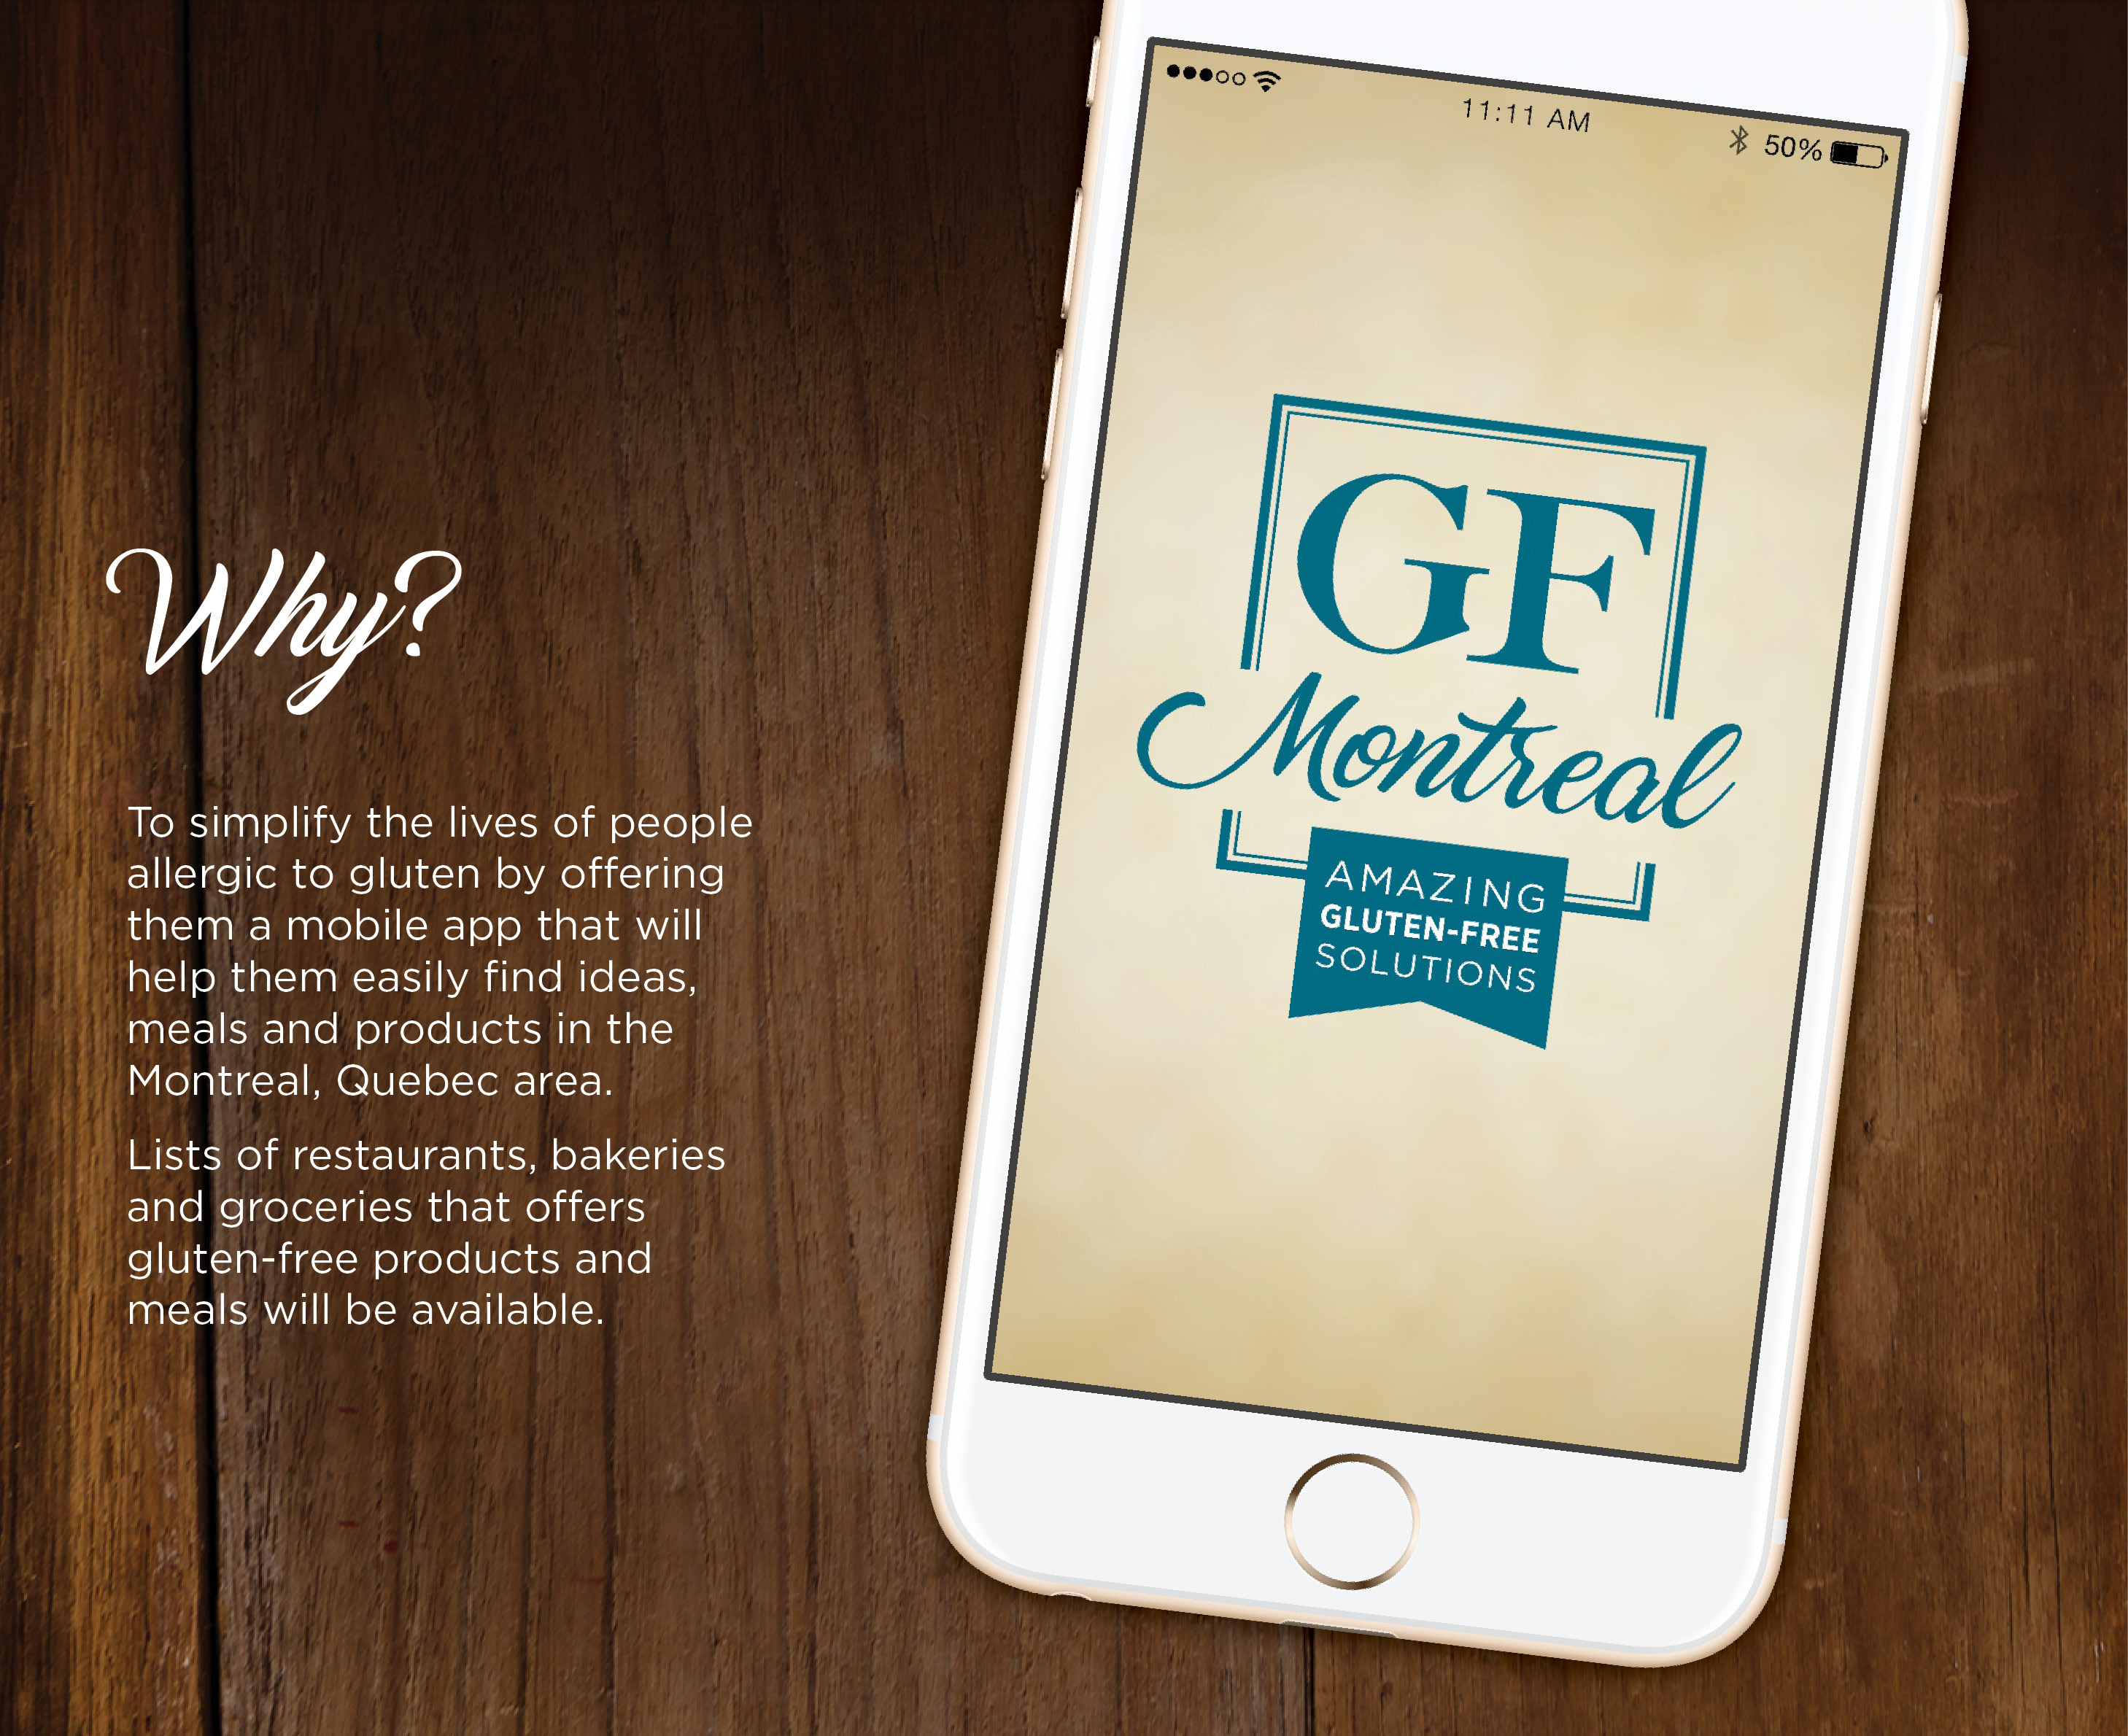 Why?
To simplify the lives of people
allergic to gluten by offering
them a mobile app that will
help them easily find ideas,
meals and products in the
Montreal, Quebec area.
Lists of restaurants, bakeries
and groceries that offers
gluten-free products and
meals will be available.
11:11 AM
50%
GF
Montreal
AMAZING
GLUTEN-FREE
SOLUTIONS